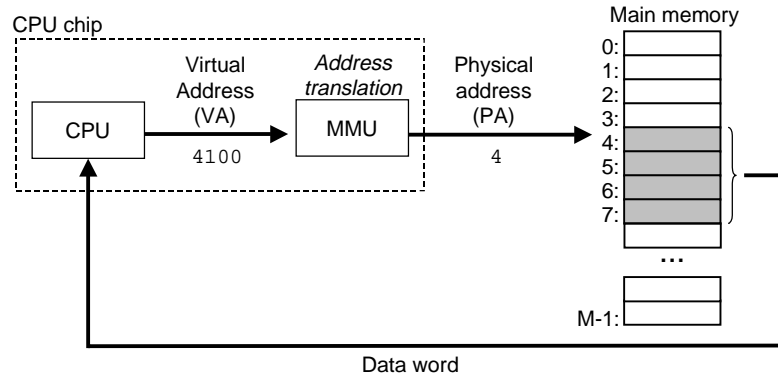 CPU chip
Virtual
Address
(VA)
Address
translation
Physical
address
(PA)
Main memory
CPU
MMU
4100
4
0:
1:
2:
3:
4:
5:
6:
7:
...
M-1:
Data word